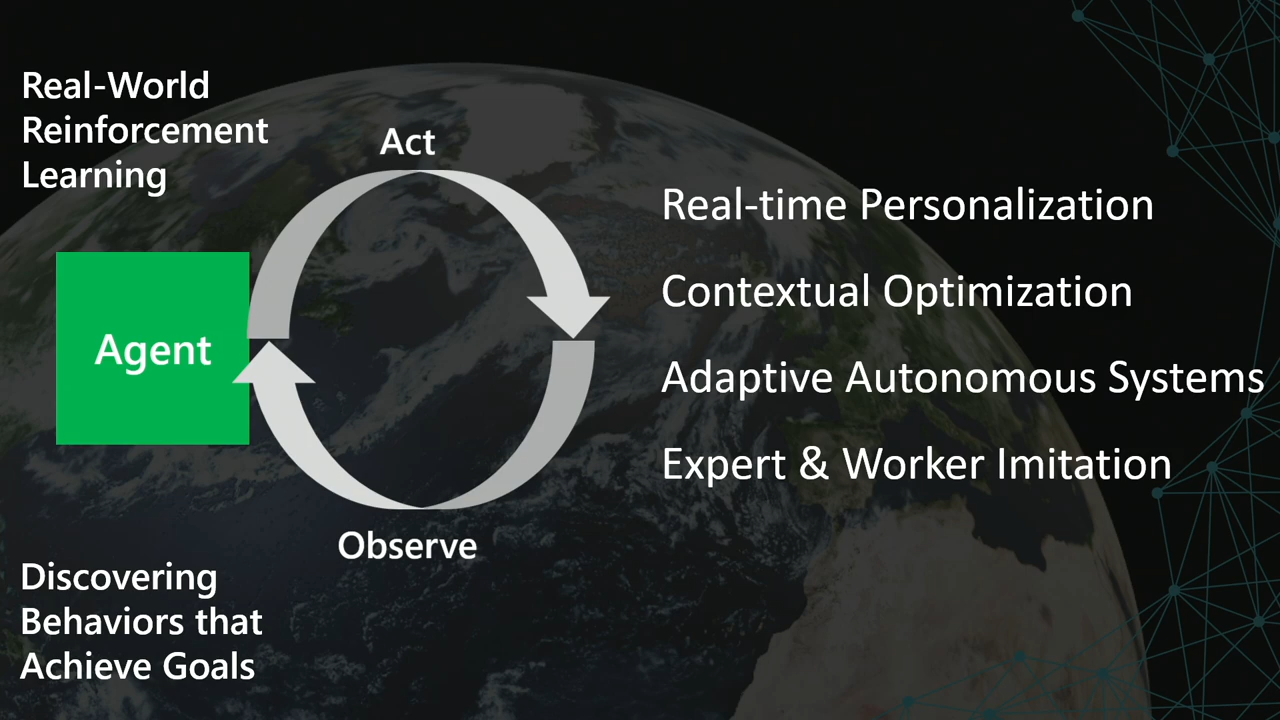 Real-World
Reinforcement
Learning
Act
Agent
Observe
Discovering
Behaviors that
Achieve Goals
Real-time Personalization
Contextual Optimization
Adaptive Autonomous Systems
Expert & Worker Imitation